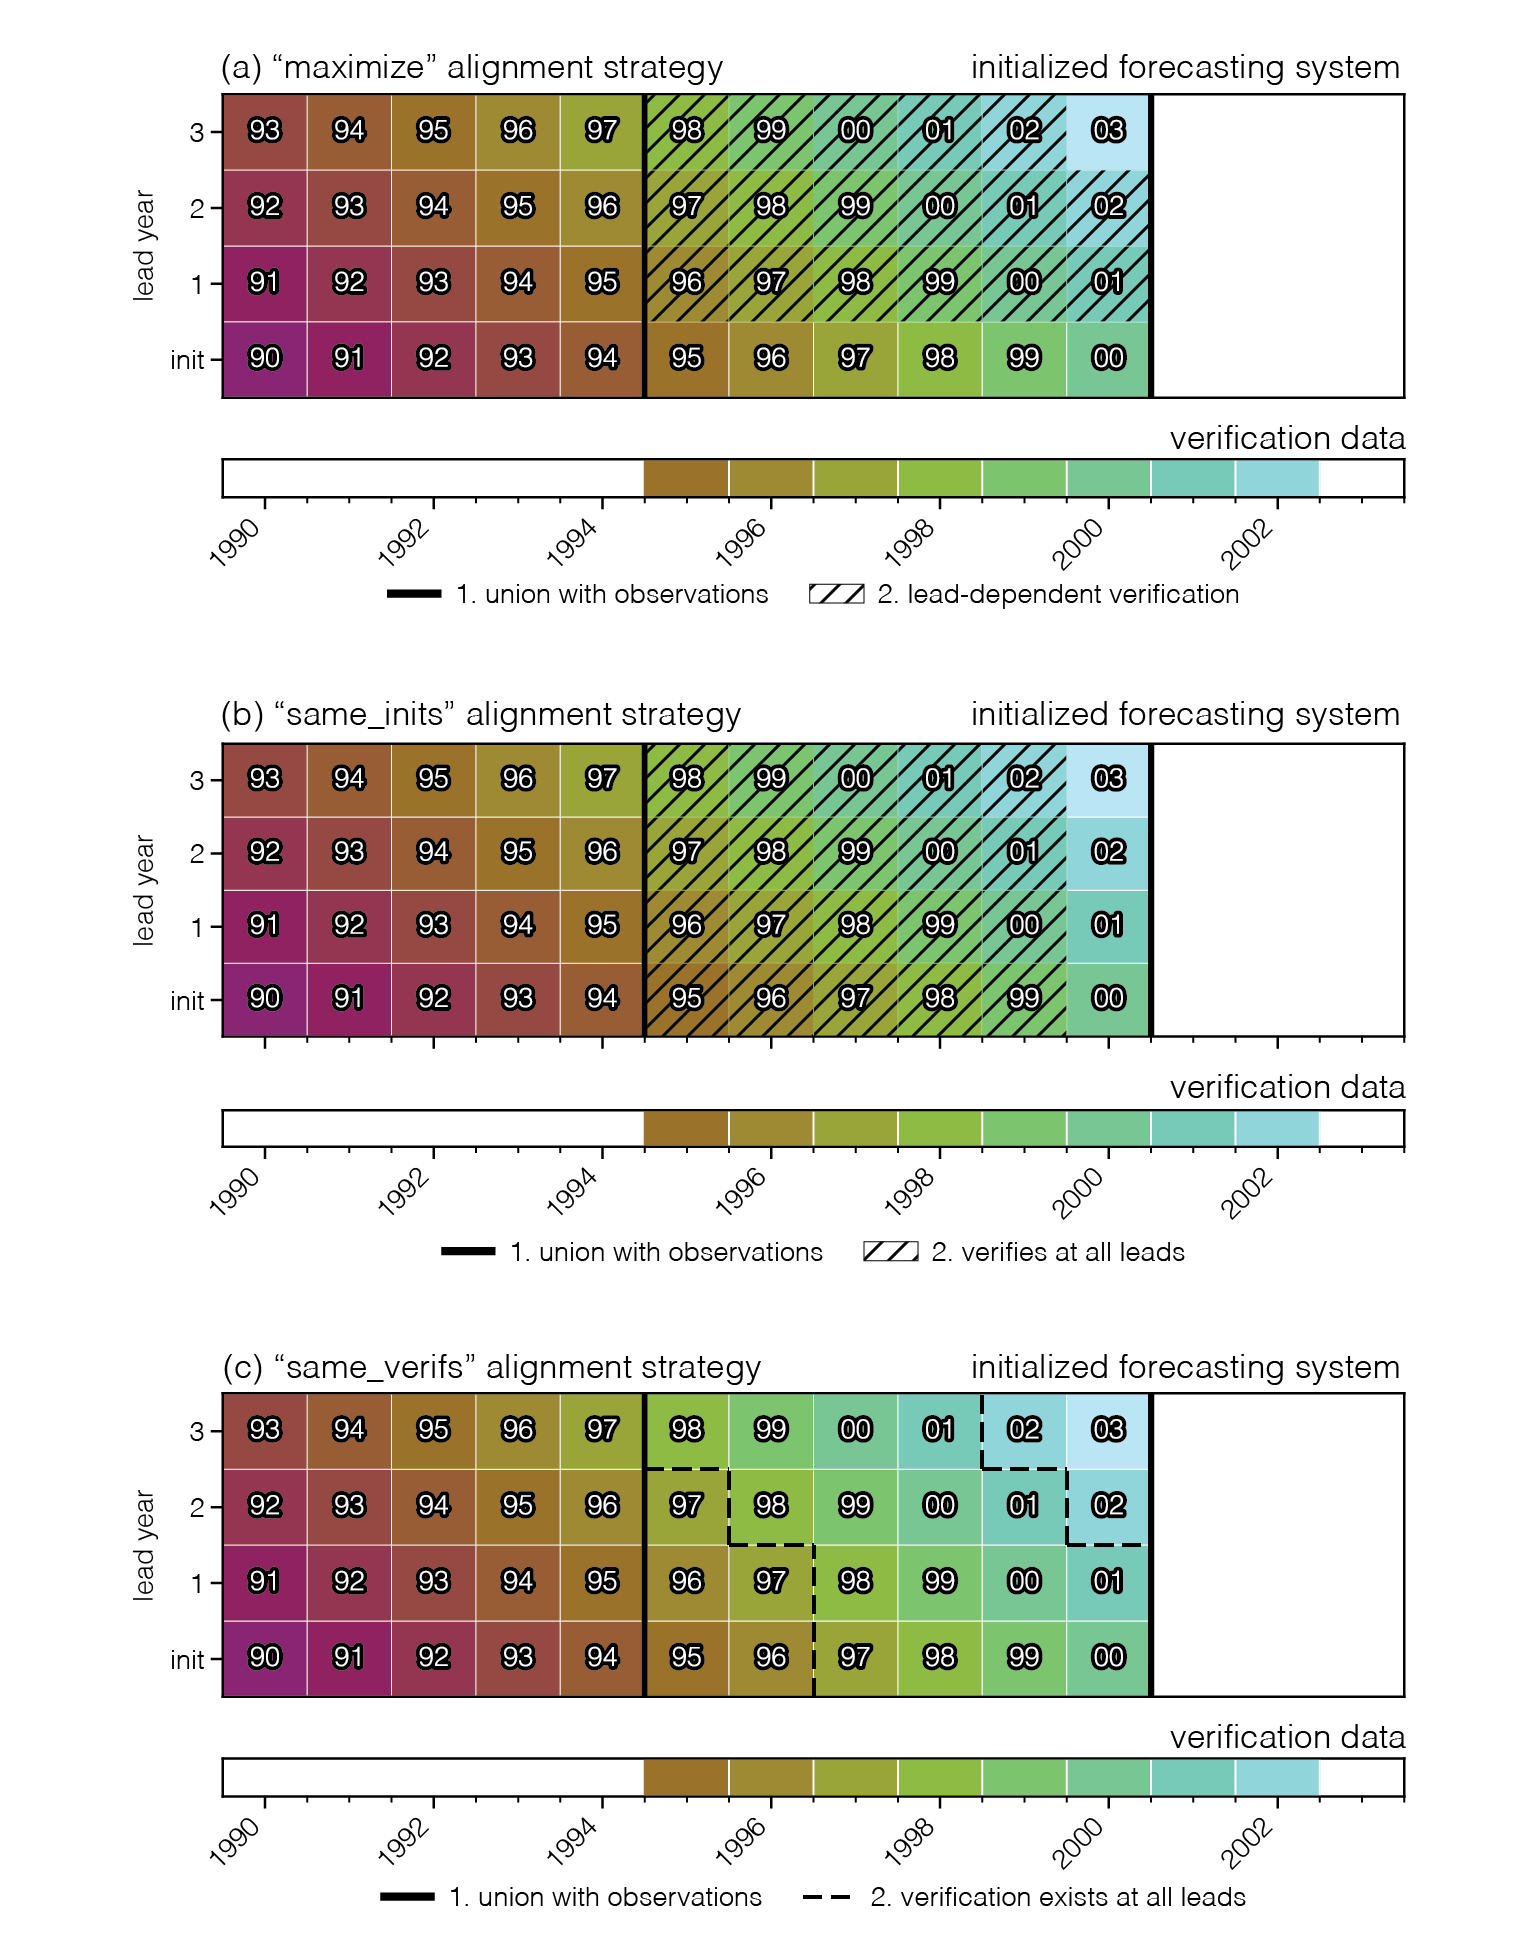 (a) “maximize” alignment strategy initialized forecasting system
3 93 94 95 96 97 98 99 00 01 02 03
2 92 93 94 95 96 97 98 99 00 01 02
1 91 92 93 94 95 96 97 98 99 00 01
init 90 91 92 93 94 95 96 97 98 99 00
lead year
verification data
1990 1992 1994 1996 1998 2000 2002
1. union with observations 2. lead-dependent verification
(b) “same_inits” alignment strategy initialized forecasting system
3 93 94 95 96 97 98 99 00 01 02 03
2 92 93 94 95 96 97 98 99 00 01 02
1 91 92 93 94 95 96 97 98 99 00 01
init 90 91 92 93 94 95 96 97 98 99 00
lead year
verification data
1990 1992 1994 1996 1998 2000 2002
1. union with observations 2. verifies at all leads
(c) “same_verifs” alignment strategy initialized forecasting system
3 93 94 95 96 97 98 99 00 01 02 03
2 92 93 94 95 96 97 98 99 00 01 02
1 91 92 93 94 95 96 97 98 99 00 01
init 90 91 92 93 94 95 96 97 98 99 00
lead year
verification data
1990 1992 1994 1996 1998 2000 2002
1. union with observations 2. verification exists at all leads